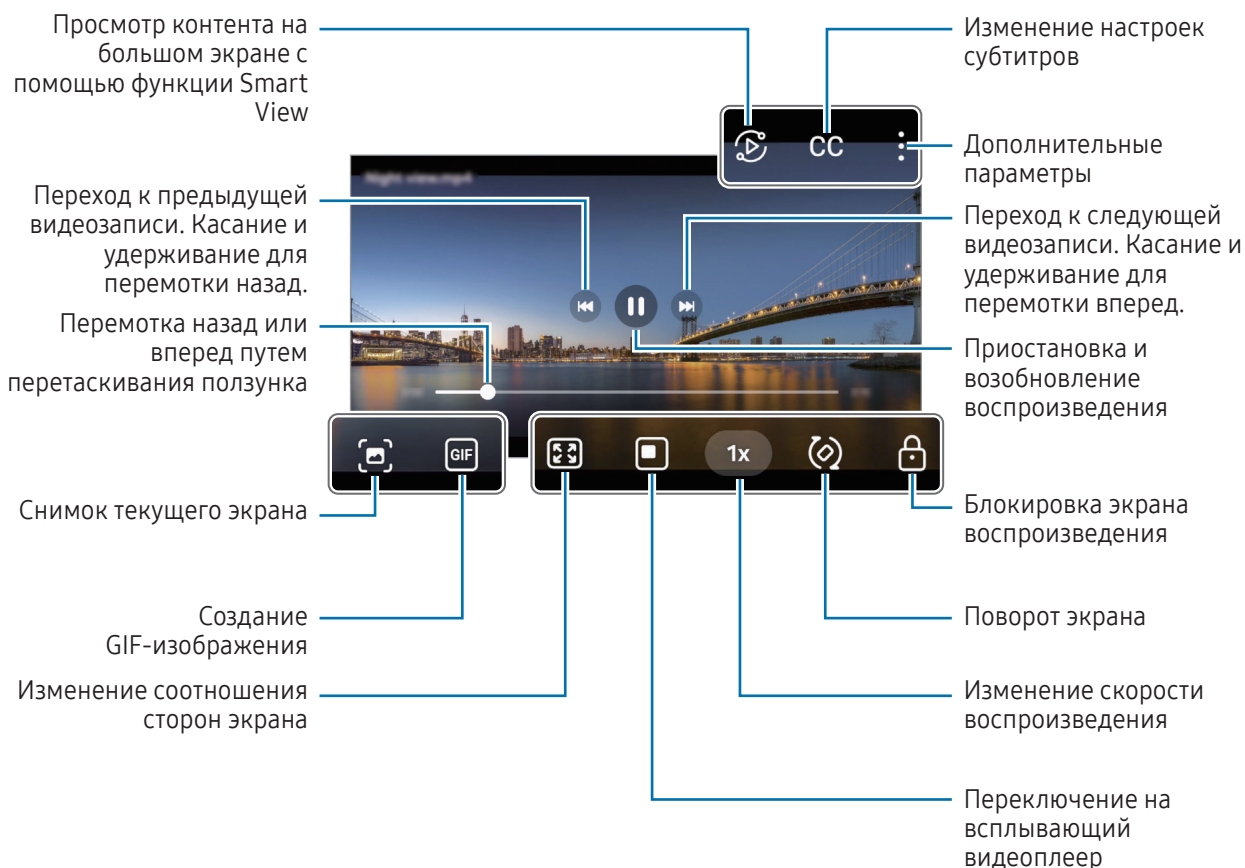 Просмотр контента на
большом экране с
помощью функции Smart
View
Изменение настроек
субтитров
CC
Дополнительные
параметры
Night view.mp4
Переход к предыдущей
видеозаписи. Касание и
удерживание для
перемотки назад.
Переход к следующей
видеозаписи. Касание и
удерживание для
перемотки вперед.
Перемотка назад или
вперед путем
перетаскивания ползунка
Приостановка и
возобновление
воспроизведения
GIF
1x
Снимок текущего экрана
Блокировка экрана
воспроизведения
Создание
GIF-изображения
Поворот экрана
Изменение соотношения
сторон экрана
Изменение скорости
воспроизведения
Переключение на
всплывающий
видеоплеер